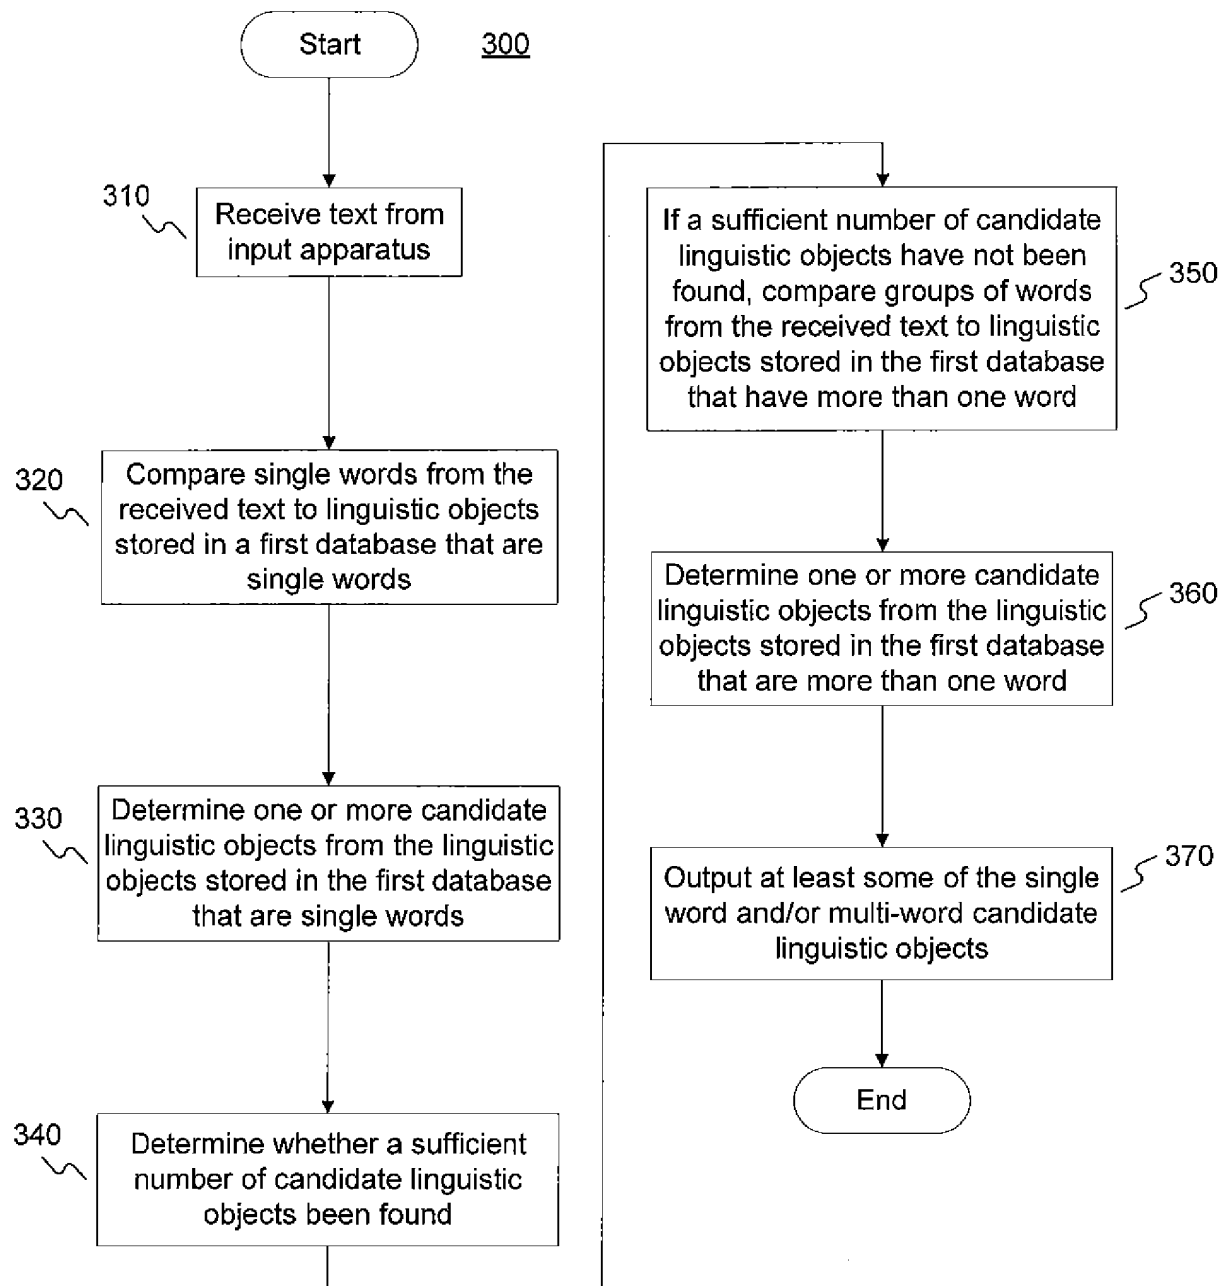 Start
300
310
Receive text from
input apparatus
320
Compare single words from the
received text to linguistic objects
stored in a first database that are
single words
330
Determine one or more candidate
linguistic objects from the linguistic
objects stored in the first database
that are single words
340
Determine whether a sufficient
number of candidate linguistic
objects been found
If a sufficient number of candidate
linguistic objects have not been
found, compare groups of words
from the received text to linguistic
objects stored in the first database
that have more than one word
350
Determine one or more candidate
linguistic objects from the linguistic
objects stored in the first database
that are more than one word
360
Output at least some of the single
word and/or multi-word candidate
linguistic objects
370
End